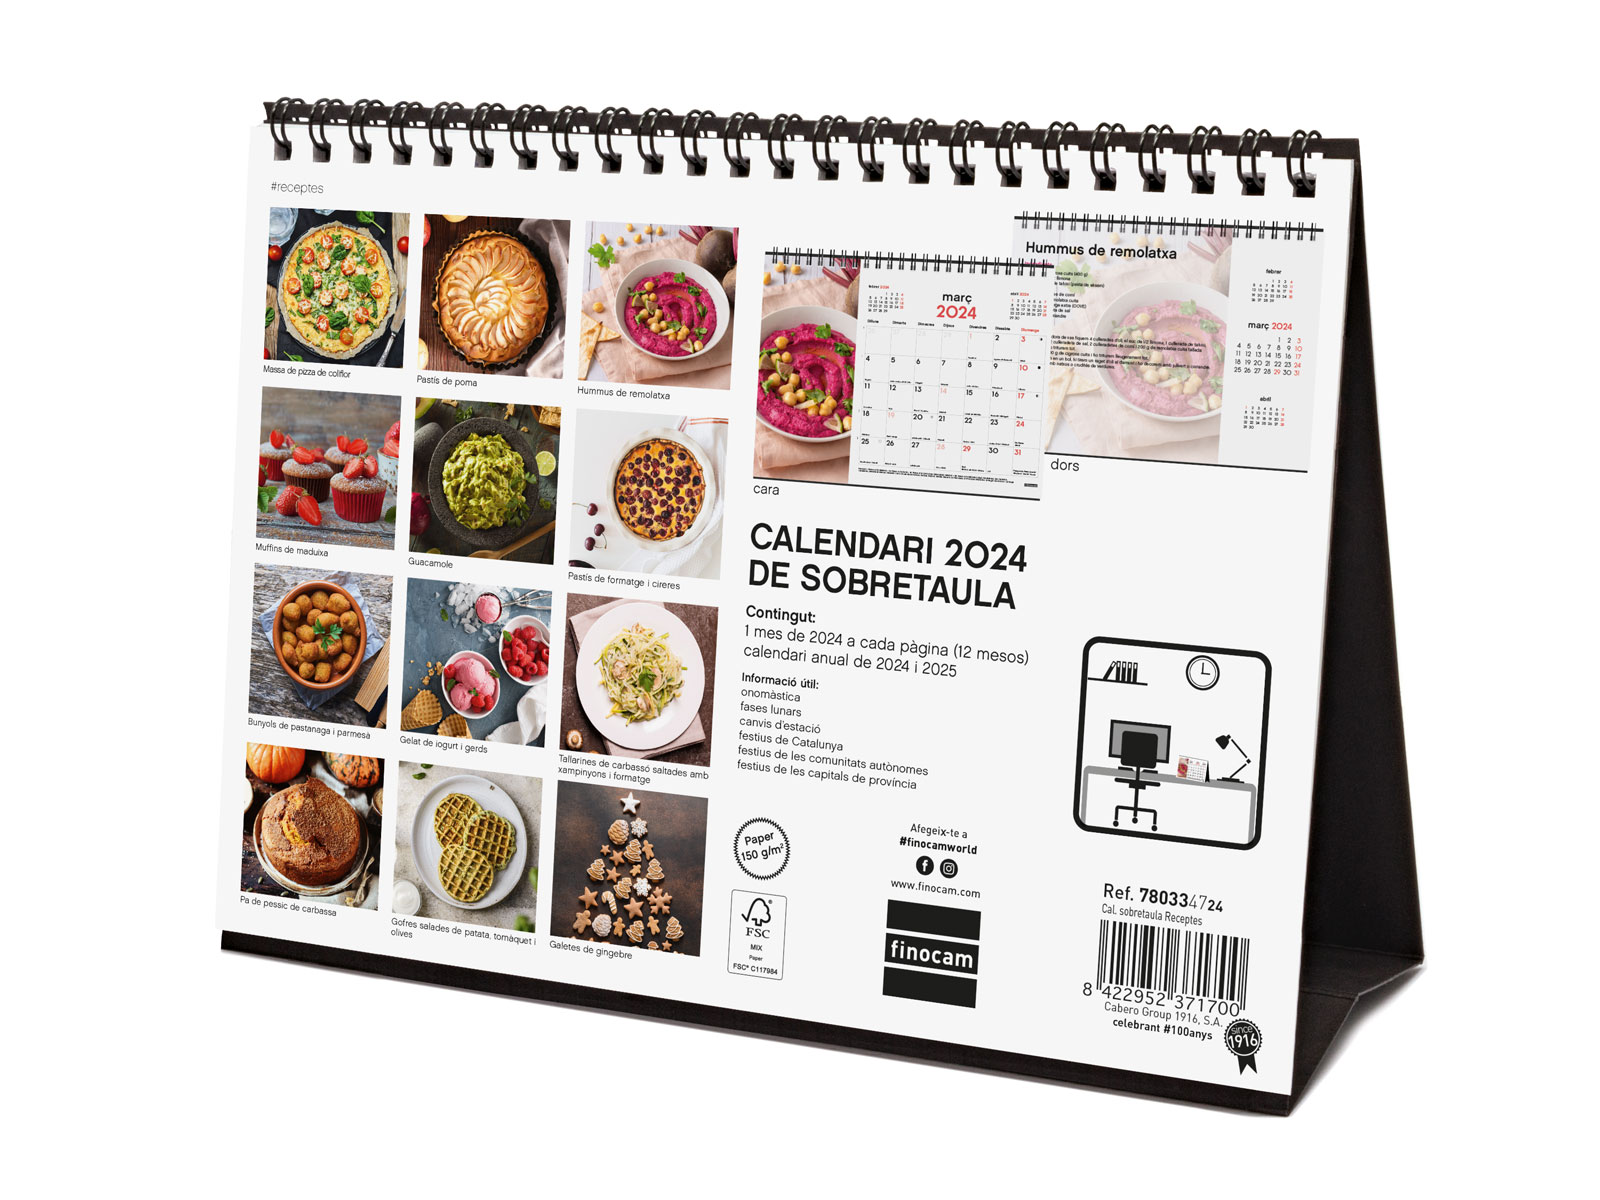 #receptes
Massa de pizza de coliflor
Pastís de poma
Hummus de remolatxa
Muffins de maduixa
Guacamole
Pastís de formatge i cireres
Bunyols de pastanaga i parmesà
Gelat de iogurt i gerds
Tallarines de carbassó saltades amb
xampinyons i formatge
Pa de pessic de carbassa
Gofres salades de patata, tomàquet i
olives
Galetes de gingebre
març
2024
cara
Hummus de remolatxa
febrer
març 2024
abril
dors
CALENDARI 2024
DE SOBRETAULA
Contingut:
1 mes de 2024 a cada pàgina (12 mesos)
calendari anual de 2024 i 2025
Informació útil:
onomàstica
fases lunars
canvis d'estació
festius de Catalunya
festius de les comunitats autònomes
festius de les capitals de província
Paper
150 g/m²
FSC
MIX
Paper
FSC® C117984
Afegeix-te a
#finocamworld
www.finocam.com
finocam
Ref. 780334724
Cal. sobretaula Receptes
8 422952 371700
Cabero Group 1916, S.A.
celebrant #100anys
since
1916